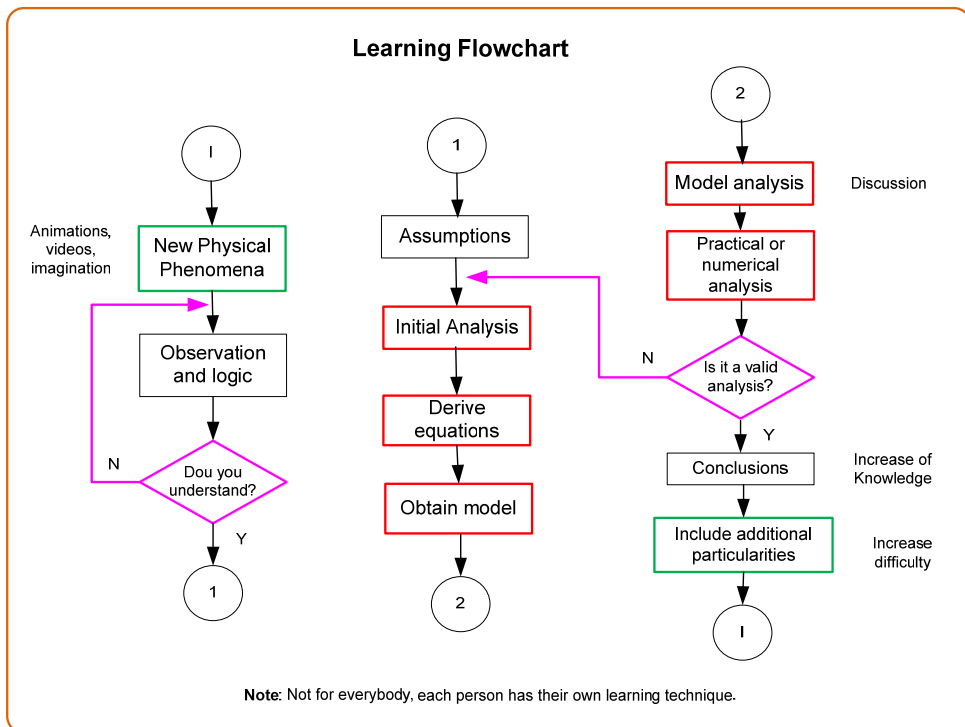 Learning Flowchart
I
Animations,
videos,
imagination
New Physical
Phenomena
Observation
and logic
N
Dou you
understand?
Y
1
1
Assumptions
Initial Analysis
Derive
equations
Obtain model
2
2
Model analysis
Discussion
Practical or
numerical
analysis
N
Is it a valid
analysis?
Y
Conclusions
Increase of
Knowledge
Include additional
particularities
Increase
difficulty
I
Note: Not for everybody, each person has their own learning technique.